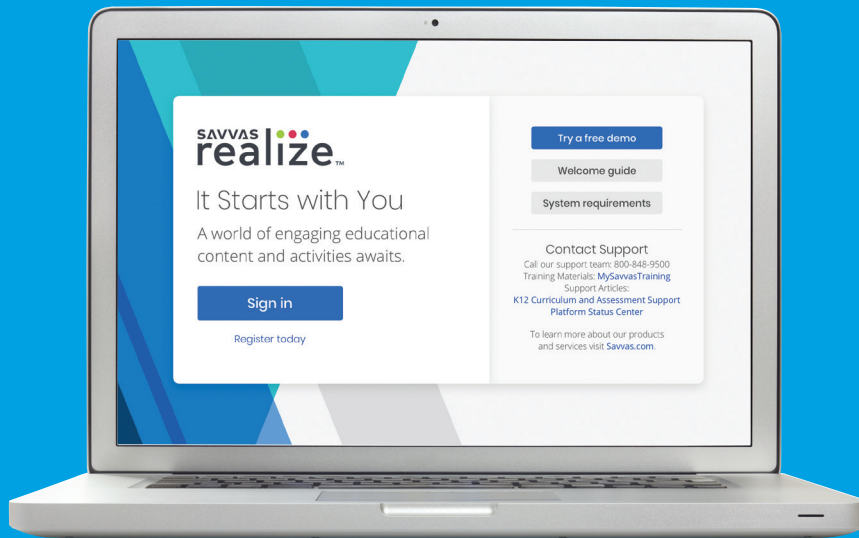 SAVVAS
realize™
It Starts with You
A world of engaging educational
content and activities awaits.
Sign in
Register today
Try a free demo
Welcome guide
System requirements
Contact Support
Call our support team: 800-848-9500
Training Materials: MySavvasTraining
Support Articles:
K12 Curriculum and Assessment Support
Platform Status Center
To learn more about our products
and services visit Savvas.com.